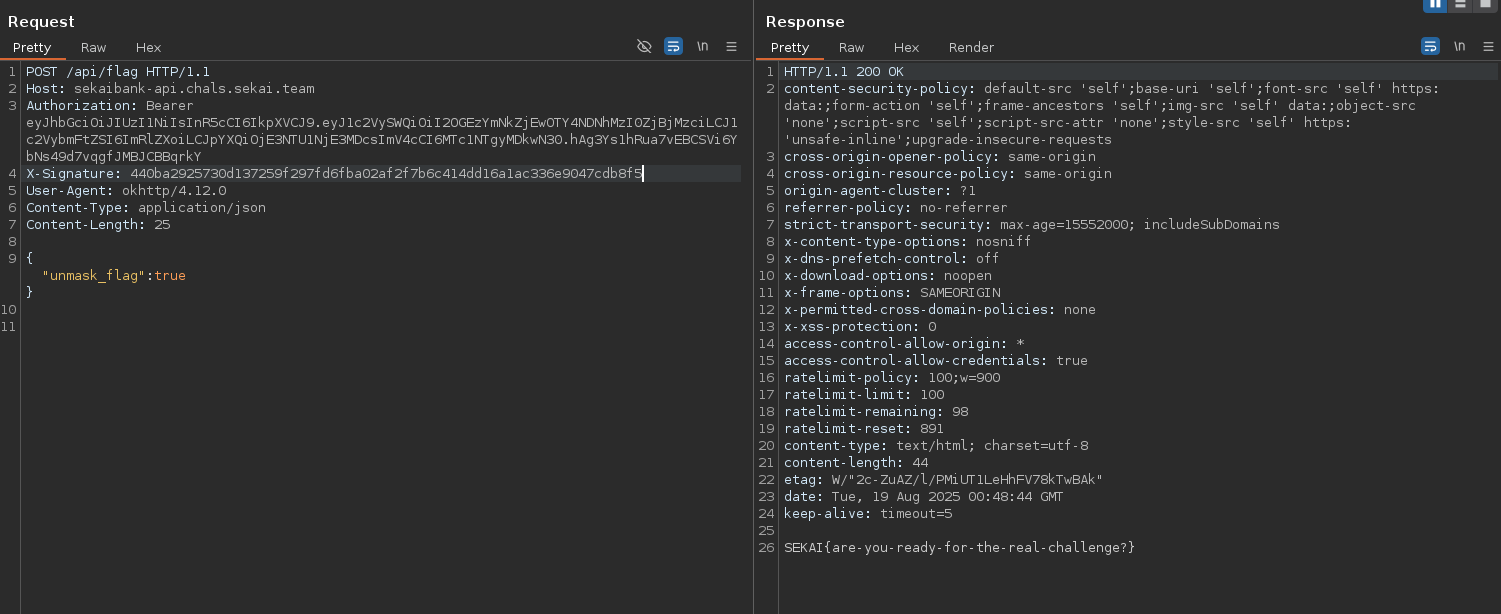 Request
Pretty Raw Hex \n
1 POST /api/flag HTTP/1.1
2 Host: sekaibank-api.chals.sekai.team
3 Authorization: Bearer
eyJhbGciOiJIUzI1NiIsInR5cCI6IkpXVCJ9.eyJ1c2VySWQiOiI2OGEzYmNkZjEwOTY4NDNhMzI0ZjBjMzciLCJ1
c2VybmFtZSI6ImRlZXoiLCJpYXQiOjE3NTU1NjE3MDcsImV4cCI6MTc1NTgyMDkwN30.hAg3Ys1hRua7vEBCSVi6Y
bNs49d7vqgfJMBJCBBqrkY
4 X-Signature: 440ba2925730d137259f297fd6fba02af2f7b6c414dd16a1ac336e9047cdb8f5
5 User-Agent: okhttp/4.12.0
6 Content-Type: application/json
7 Content-Length: 25
8
9 {
"unmask_flag":true
}
10
11
Response
Pretty Raw Hex Render \n
1 HTTP/1.1 200 OK
2 content-security-policy: default-src 'self';base-uri 'self';font-src 'self' https:
data:;form-action 'self';frame-ancestors 'self';img-src 'self' data:;object-src
'none';script-src 'self';script-src-attr 'none';style-src 'self' https:
'unsafe-inline';upgrade-insecure-requests
3 cross-origin-opener-policy: same-origin
4 cross-origin-resource-policy: same-origin
5 origin-agent-cluster: ?1
6 referrer-policy: no-referrer
7 strict-transport-security: max-age=15552000; includeSubDomains
8 x-content-type-options: nosniff
9 x-dns-prefetch-control: off
10 x-download-options: noopen
11 x-frame-options: SAMEORIGIN
12 x-permitted-cross-domain-policies: none
13 x-xss-protection: 0
14 access-control-allow-origin: *
15 access-control-allow-credentials: true
16 ratelimit-policy: 100;w=900
17 ratelimit-limit: 100
18 ratelimit-remaining: 98
19 ratelimit-reset: 891
20 content-type: text/html; charset=utf-8
21 content-length: 44
22 etag: W/"2c-ZuAZ/l/PMiUT1LeHhFV78kTwBAk"
23 date: Tue, 19 Aug 2025 00:48:44 GMT
24 keep-alive: timeout=5
25
26 SEKAI{are-you-ready-for-the-real-challenge?}